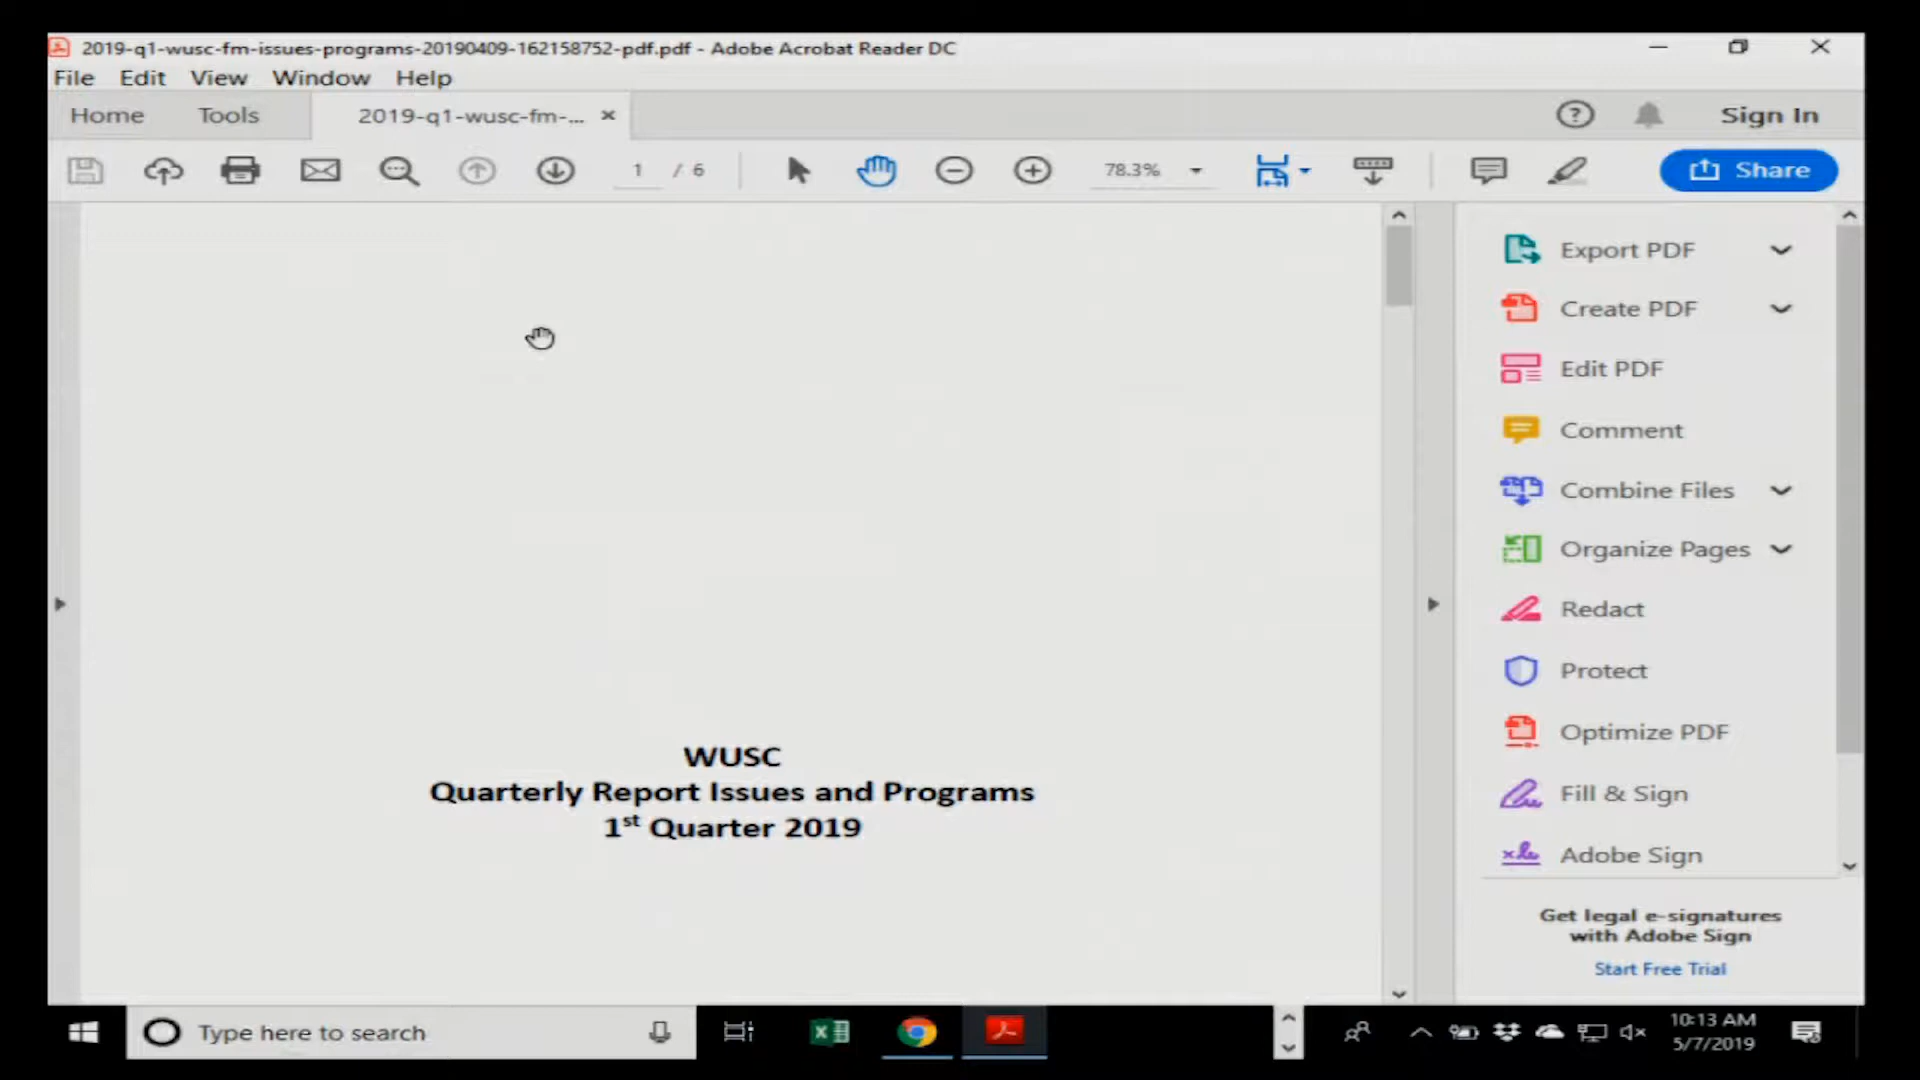 2019-q1-wusc-fm-issues-programs-20190409-162158752-pdf.pdf - Adobe Acrobat Reader DC
File Edit View Window Help
Home Tools 2019-q1-wusc-fm-... × Sign In
1 / 6 78.3% Share
Export PDF
Create PDF
Edit PDF
Comment
Combine Files
Organize Pages
Redact
Protect
Optimize PDF
Fill & Sign
Adobe Sign
Get legal e-signatures
with Adobe Sign
Start Free Trial
WUSC
Quarterly Report Issues and Programs
1st Quarter 2019
Type here to search
10:13 AM
5/7/2019